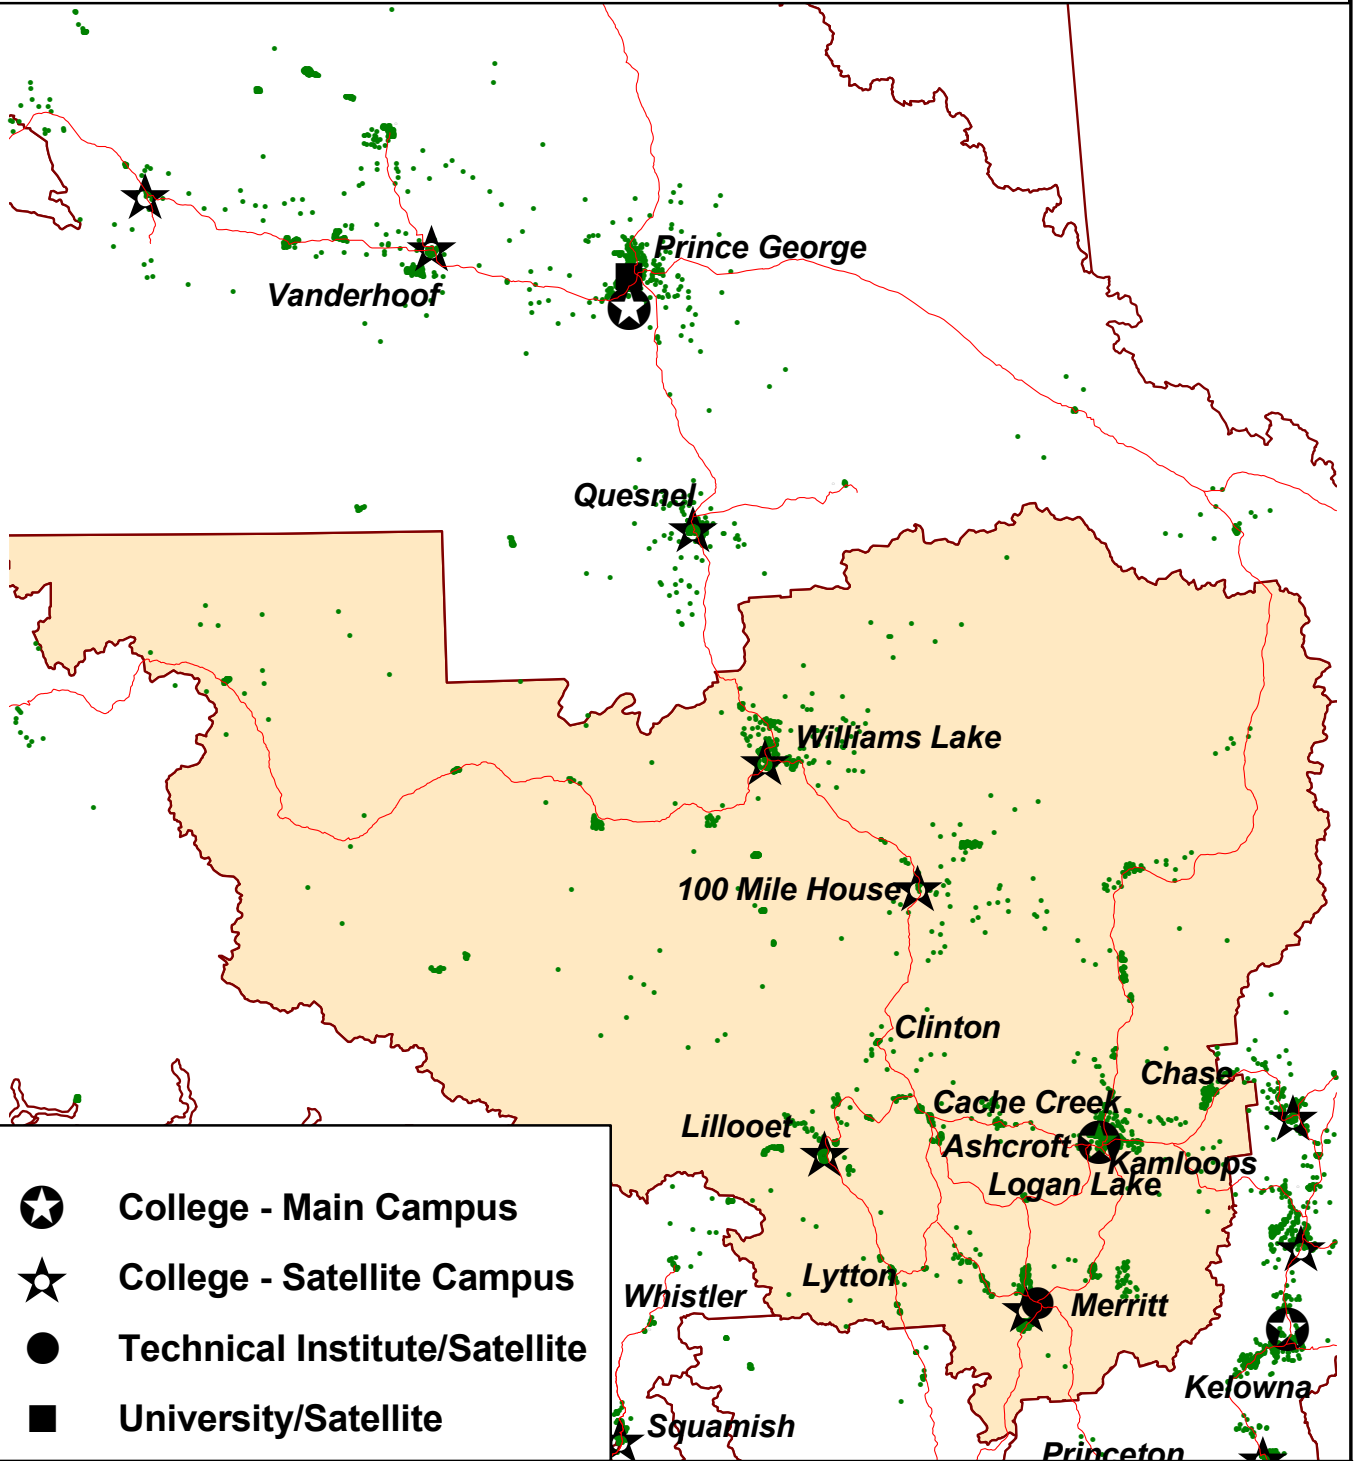 Prince George
Vanderhoof
Quesnel
Williams Lake
100 Mile House
Clinton
Chase
Cache Creek
Lillooet
Ashcroft
Kamloops
Logan Lake
College - Main Campus
College - Satellite Campus
Lytton
Whistler
Merritt
Technical Institute/Satellite
Kelowna
University/Satellite
Squamish
Princeton